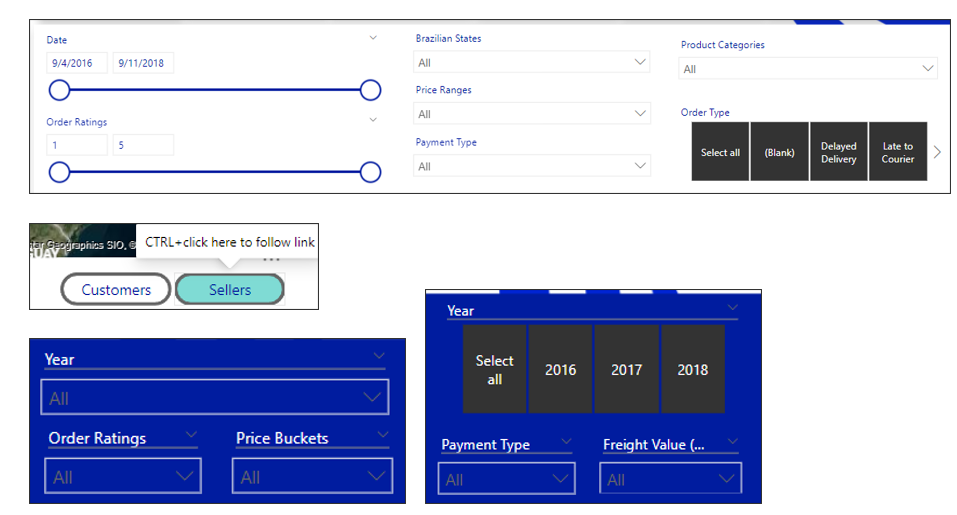 Date
9/4/2016 9/11/2018
Order Ratings
1 5
Brazilian States
All
Price Ranges
All
Payment Type
All
Product Categories
All
Order Type
Select all (Blank) Delayed Late to
Delivery Courier
Geographics SIO, ©
UAY
CTRL+click here to follow link
Customers Sellers
Year
All
Order Ratings Price Buckets
All All
Year
Select
all 2016 2017 2018
Payment Type Freight Value (...
All All